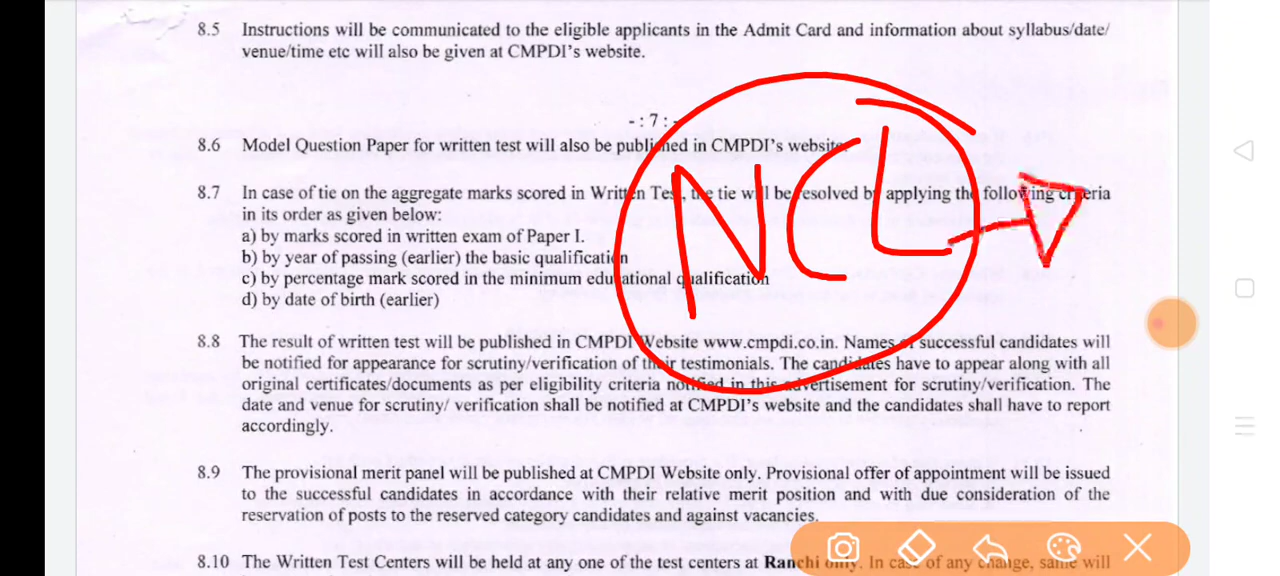 8.5 Instructions will be communicated to the eligible applicants in the Admit Card and information about syllabus/date/
venue/time etc will also be given at CMPDI's website.
-:7:-
8.6 Model Question Paper for written test will also be published in CMPDI's website.
8.7 In case of tie on the aggregate marks scored in Written Test, the tie will be resolved by applying the following criteria
in its order as given below:
a) by marks scored in written exam of Paper I.
b) by year of passing (earlier) the basic qualification
c) by percentage mark scored in the minimum educational qualification
d) by date of birth (earlier)
NCL
8.8 The result of written test will be published in CMPDI Website www.cmpdi.co.in. Names of successful candidates will
be notified for appearance for scrutiny/verification of their testimonials. The candidates have to appear along with all
original certificates/documents as per eligibility criteria notified in this advertisement for scrutiny/verification. The
date and venue for scrutiny/ verification shall be notified at CMPDI's website and the candidates shall have to report
accordingly.
8.9 The provisional merit panel will be published at CMPDI Website only. Provisional offer of appointment will be issued
to the successful candidates in accordance with their relative merit position and with due consideration of the
reservation of posts to the reserved category candidates and against vacancies.
8.10 The Written Test Centers will be held at any one of the test centers at Ranchi only. In case of any change, same will